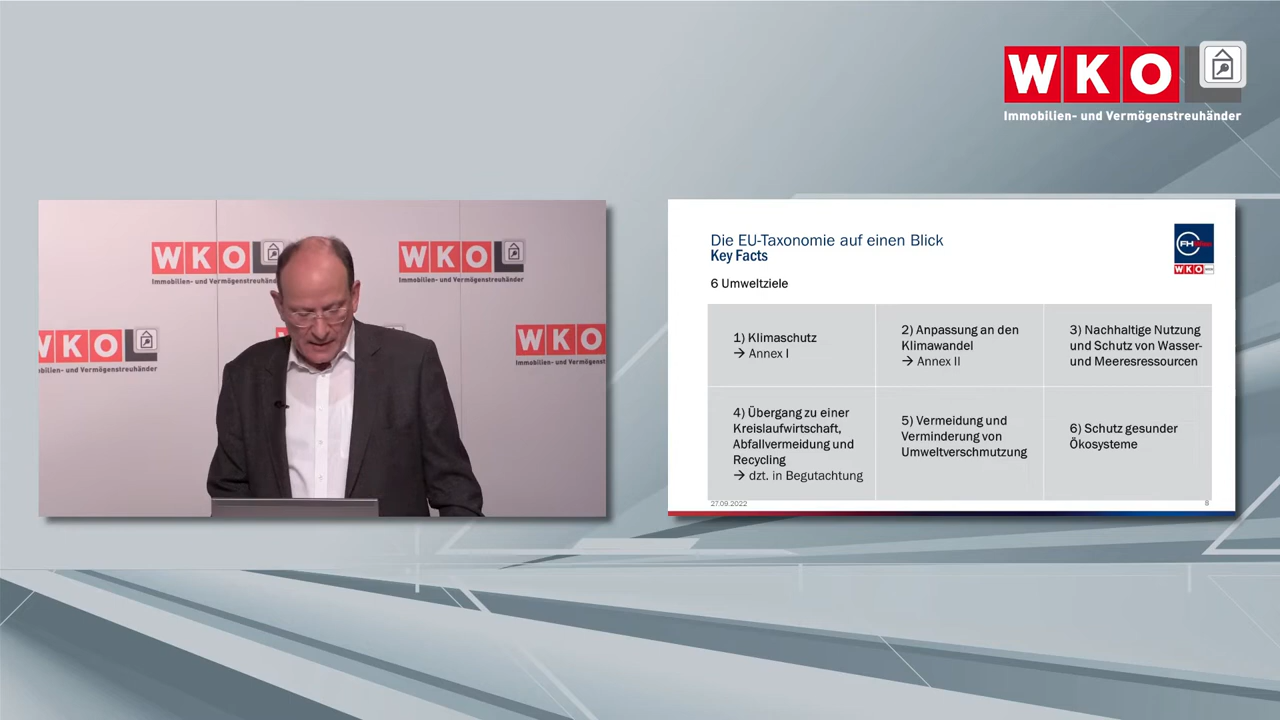 WKO
Immobilien- und Vermögenstreuhänder
WKO
Immobilien- und Vermögenstreuhänder
WKO
Immobilien- und Vermögenstreuhänder
WKO
Immobilien- und Vermögenstreuhänder
WKO
Immobilien- und Vermögenstreuhänder
Die EU-Taxonomie auf einen Blick
Key Facts
FHWien
WKO
6 Umweltziele
1) Klimaschutz
→ Annex I
2) Anpassung an den
Klimawandel
→ Annex II
3) Nachhaltige Nutzung
und Schutz von Wasser-
und Meeresressourcen
4) Übergang zu einer
Kreislaufwirtschaft,
Abfallvermeidung und
Recycling
→ dzt. in Begutachtung
5) Vermeidung und
Verminderung von
Umweltverschmutzung
6) Schutz gesunder
Ökosysteme
27.09.2022
8